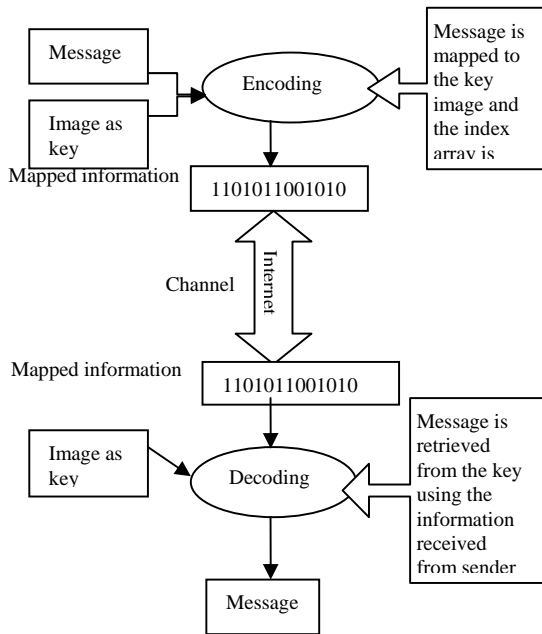 Message
Image as
key
Encoding
Message is
mapped to
the key
image and
the index
array is
Mapped information
1101011001010
Channel
Internet
Mapped information
1101011001010
Image as
key
Decoding
Message is
retrieved
from the key
using the
information
received
from sender
Message